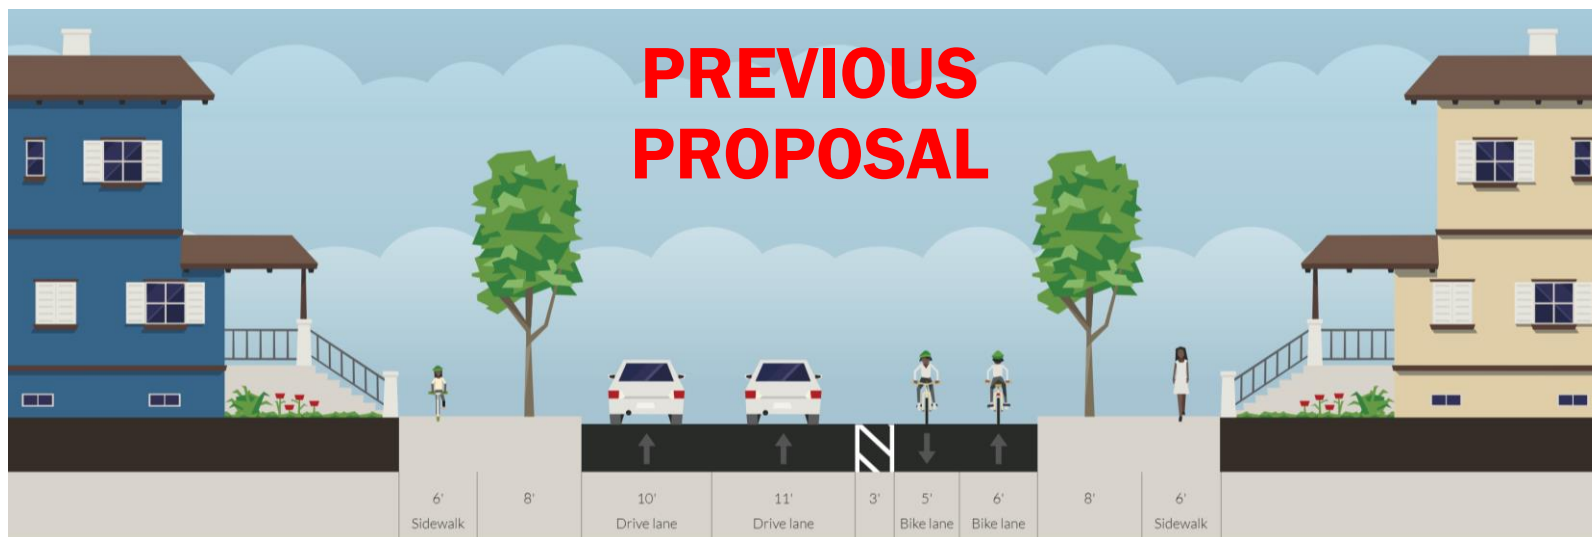 PREVIOUS
PROPOSAL
6' 8' 10' 11' 3' 5' 6' 8' 6'
Sidewalk Drive lane Drive lane Bike lane Bike lane Sidewalk